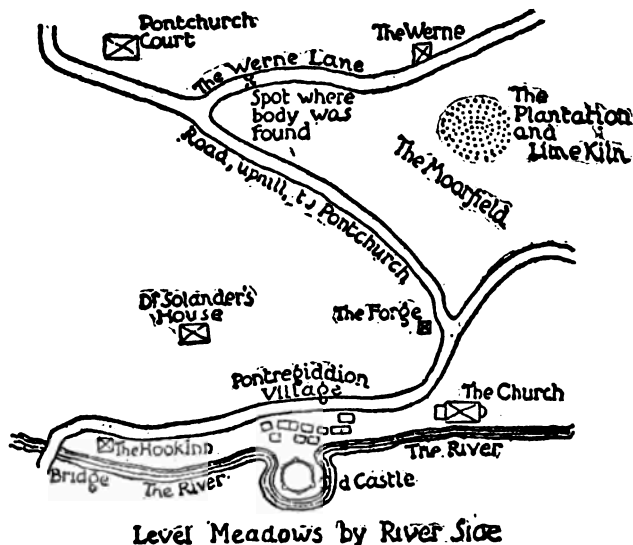 Pontchurch
Court
The Werne
The Werne Lane
Spot where
body was
found
The
Plantation
and
Lime Kiln
The Moorfield
Road, uphill, to Pontchurch
Dr Solander's
House
The Forge
Pontregiddion
Village
The Church
The Hook Inn
The River
Bridge
The River
d Castle
Level Meadows by River Side